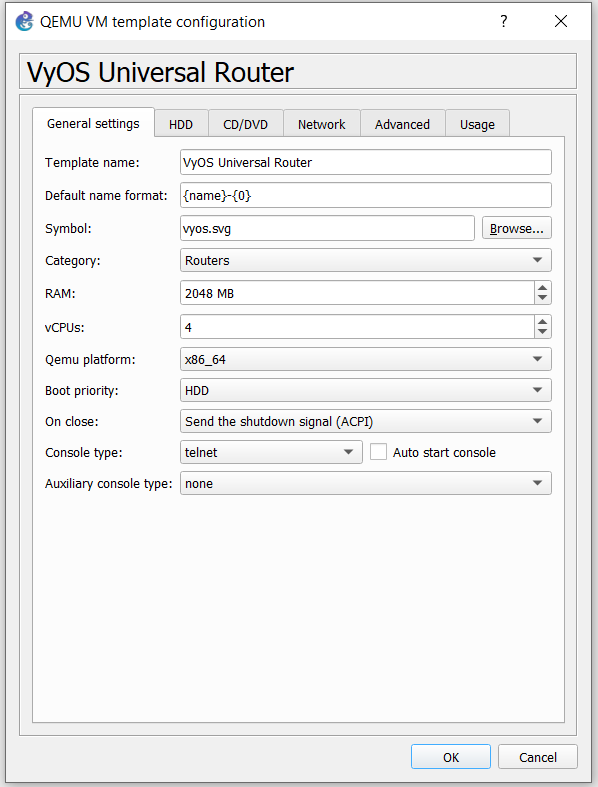 QEMU VM template configuration ?
VyOS Universal Router
General settings HDD CD/DVD Network Advanced Usage
Template name: VyOS Universal Router
Default name format: {name}-{0}
Symbol: vyos.svg Browse...
Category: Routers
RAM: 2048 MB
vCPUs: 4
Qemu platform: x86_64
Boot priority: HDD
On close: Send the shutdown signal (ACPI)
Console type: telnet Auto start console
Auxiliary console type: none
OK Cancel